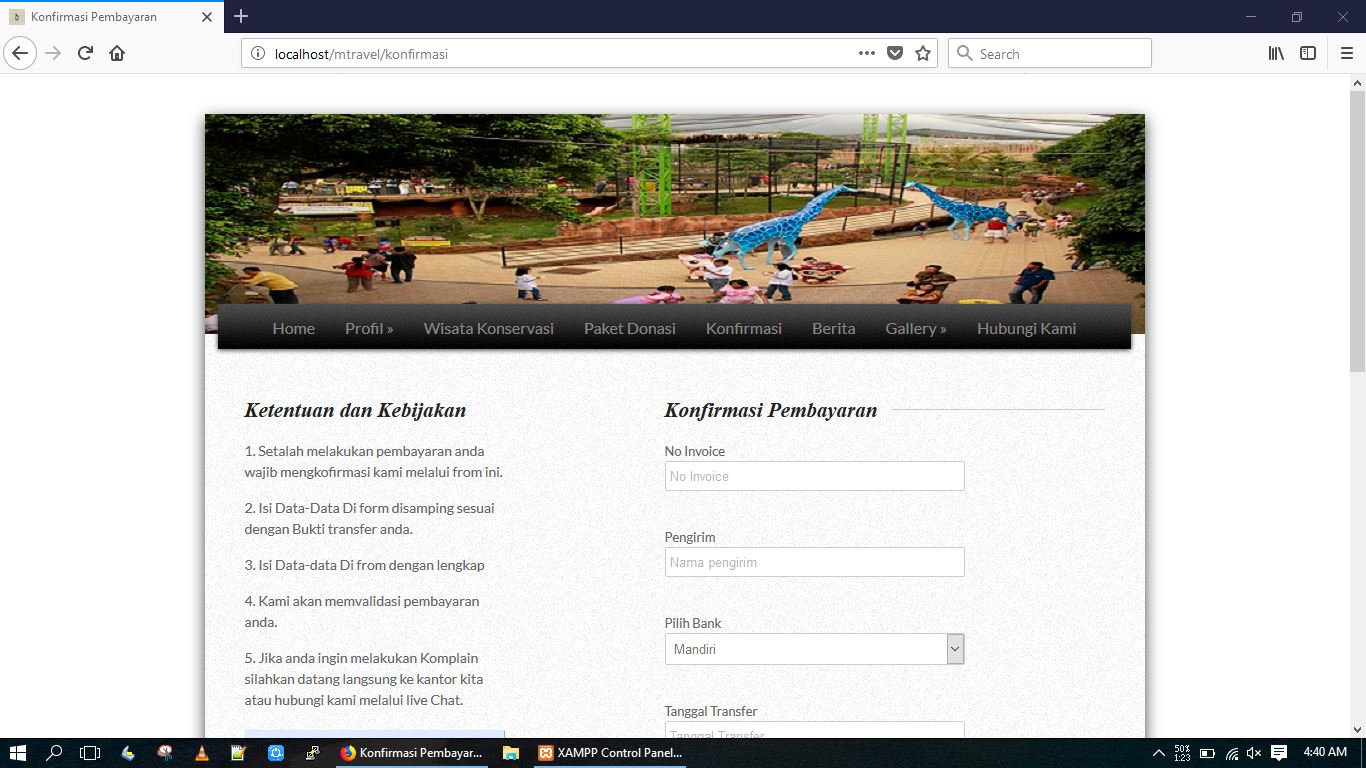 Konfirmasi Pembayaran
localhost/mtravel/konfirmasi
Search
Home Profil » Wisata Konservasi Paket Donasi Konfirmasi Berita Gallery » Hubungi Kami
Ketentuan dan Kebijakan
1. Setalah melakukan pembayaran anda
wajib mengkofirmasi kami melalui from ini.
2. Isi Data-Data Di form disamping sesuai
dengan Bukti transfer anda.
3. Isi Data-data Di from dengan lengkap
4. Kami akan memvalidasi pembayaran
anda.
5. Jika anda ingin melakukan Komplain
silahkan datang langsung ke kantor kita
atau hubungi kami melalui live Chat.
Konfirmasi Pembayaran
No Invoice
No Invoice
Pengirim
Nama pengirim
Pilih Bank
Mandiri
Tanggal Transfer
Tanggal Transfer
Konfirmasi Pembayar...
XAMPP Control Panel...
50%
1:23
4:40 AM